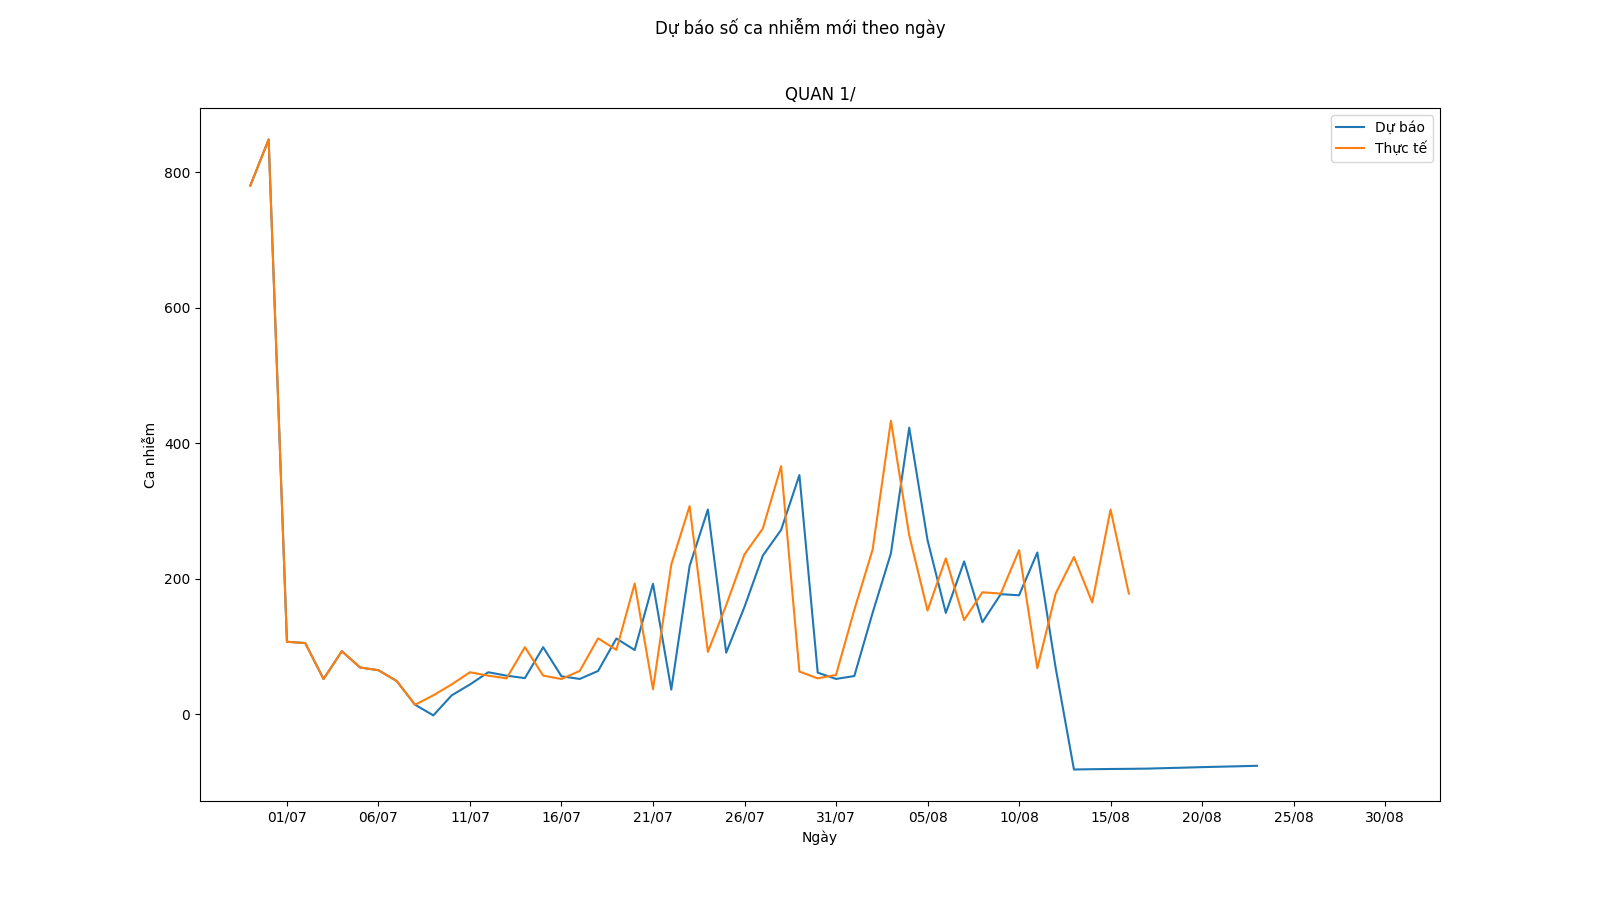 Dự báo số ca nhiễm mới theo ngày
QUAN 1/
Dự báo
Thực tế
800
600
400
200
0
Ca nhiễm
01/07 06/07 11/07 16/07 21/07 26/07 31/07 05/08 10/08 15/08 20/08 25/08 30/08
Ngày